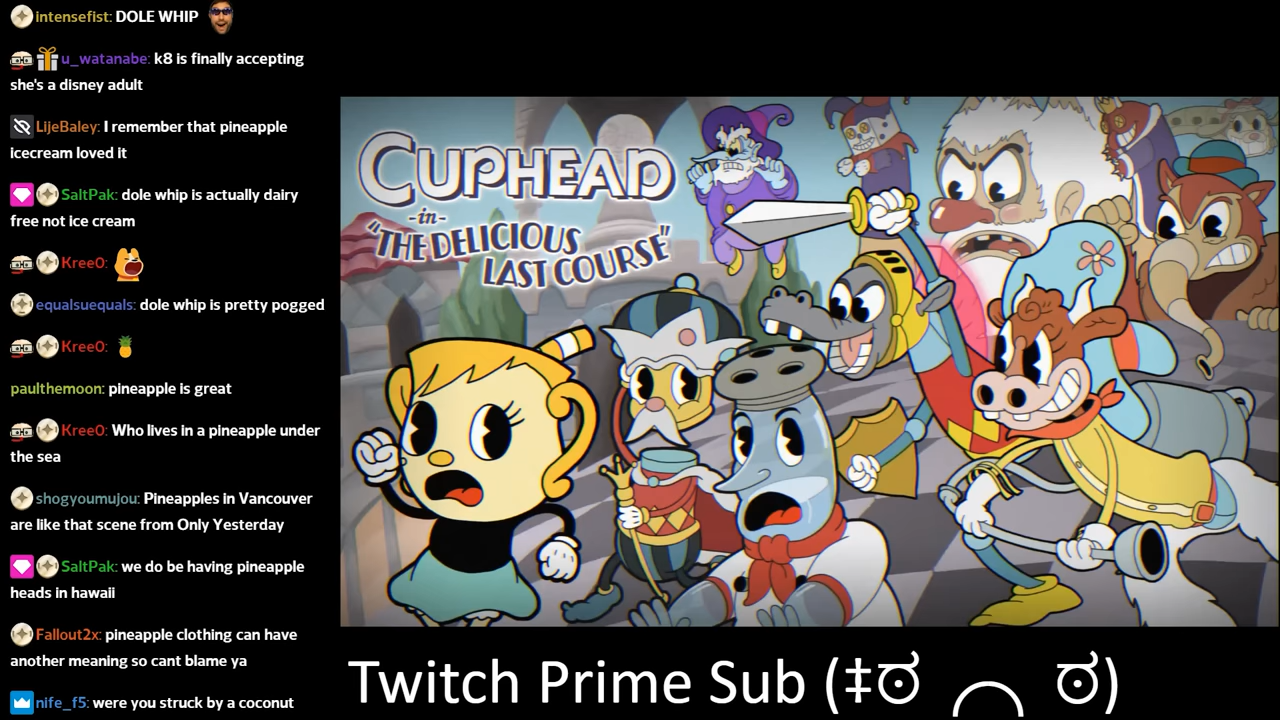 intensefist: DOLE WHIP
u_watanabe: k8 is finally accepting
she's a disney adult
LijeBaley: I remember that pineapple
icecream loved it
SaltPak: dole whip is actually dairy
free not ice cream
KreeO:
equalsuequals: dole whip is pretty pogged
KreeO: 🍍
paulthemoon: pineapple is great
KreeO: Who lives in a pineapple under
the sea
shogyoumujou: Pineapples in Vancouver
are like that scene from Only Yesterday
SaltPak: we do be having pineapple
heads in hawaii
Fallout2x: pineapple clothing can have
another meaning so cant blame ya
nife_f5: were you struck by a coconut
CUPHEAD
-in-
"THE DELICIOUS
LAST COURSE"
Twitch Prime Sub (‡ಠ ╭╮ ಠ)